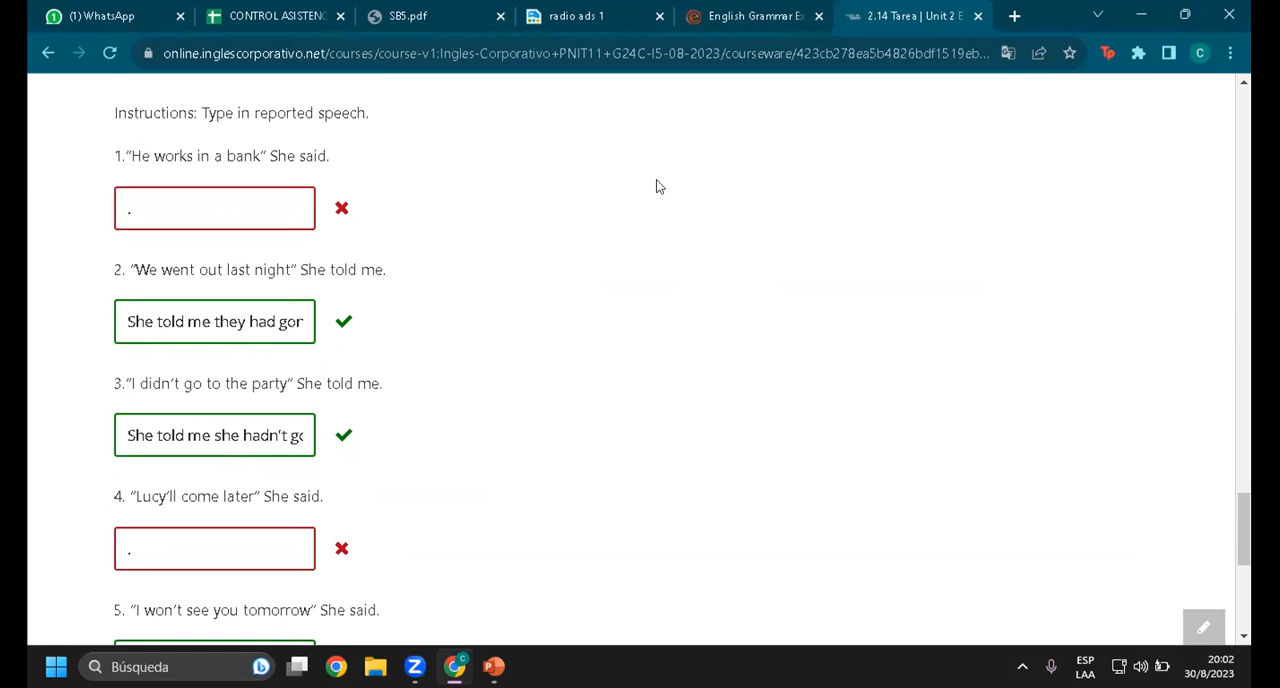 (1) WhatsApp
CONTROL ASISTENC
SB5.pdf
radio ads 1
English Grammar Ex
2.14 Tarea | Unit 2 E
online.inglescorporativo.net/courses/course-v1:Ingles-Corporativo+PNIT11+G24C-I5-08-2023/courseware/423cb278ea5b4826bdf1519eb...
Tp
C
Instructions: Type in reported speech.
1.“He works in a bank” She said.
.
2. “We went out last night” She told me.
She told me they had gor
3.“I didn’t go to the party” She told me.
She told me she hadn't gc
4. “Lucy’ll come later” She said.
.
5. “I won’t see you tomorrow” She said.
Búsqueda
ESP
LAA
20:02
30/8/2023